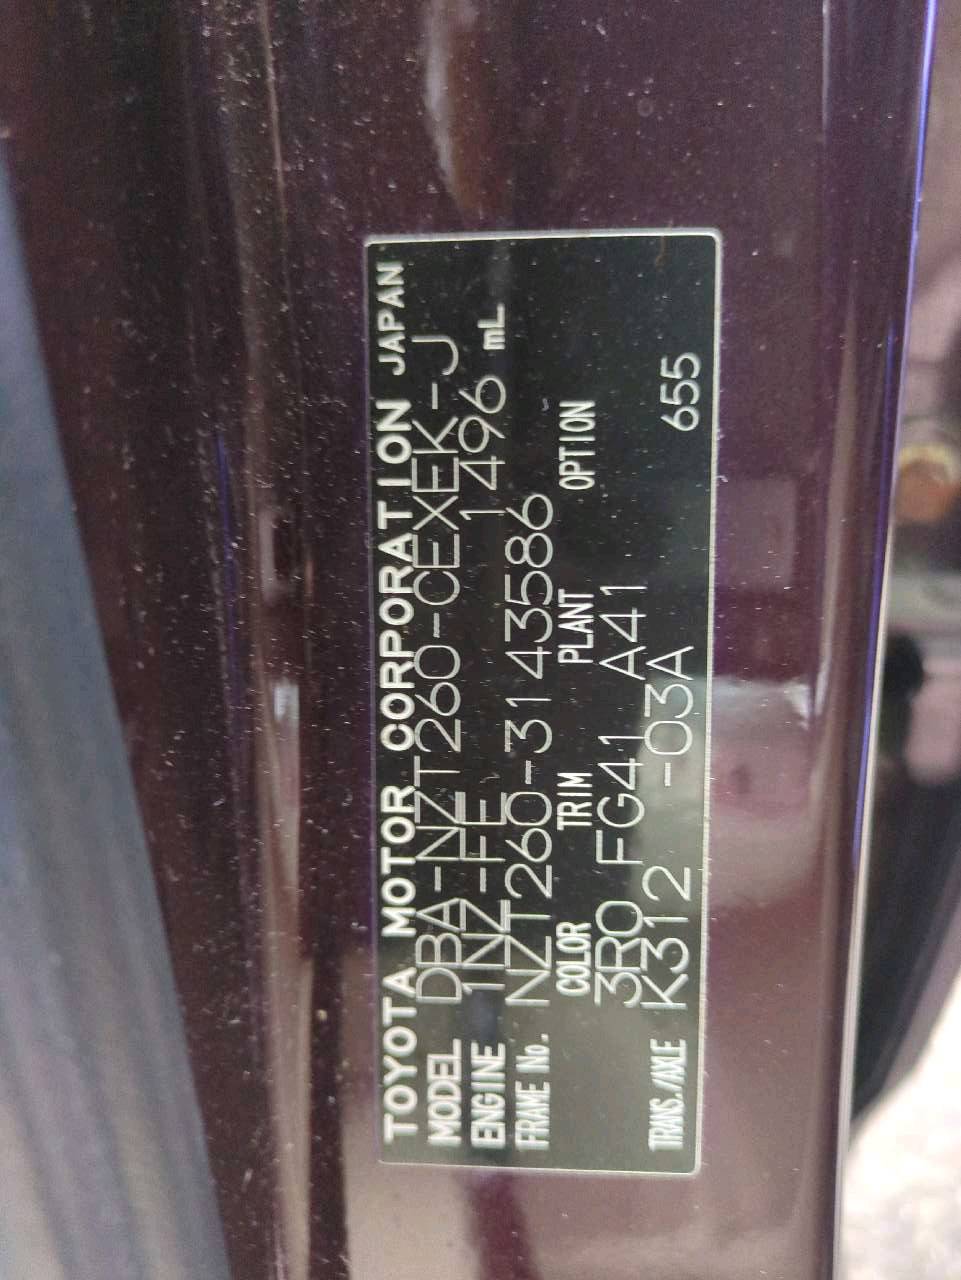 TOYOTA MOTOR CORPORATION JAPAN
MODEL DBA-NZT260-CEXEK-J
ENGINE 1NZ-FE 1496 mL
FRAME No. NZT260-3143586
COLOR TRIM PLANT OPTION
3R0 FG41 A41
TRANS./AXLE K312 -03A 655